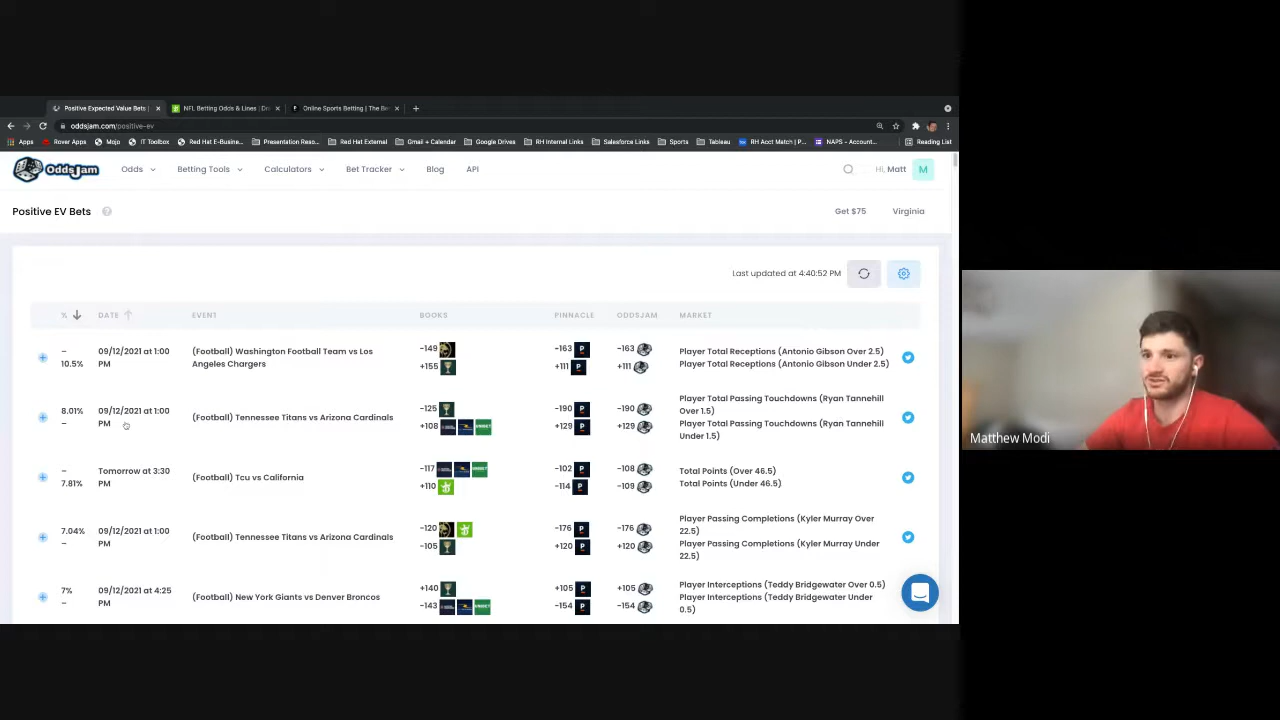 Positive Expected Value Bets |
NFL Betting Odds & Lines | Dra
Online Sports Betting | The Be
oddsjam.com/positive-ev
Apps
Rover Apps
Mojo
IT Toolbox
Red Hat E-Busine...
Presentation Reso...
Red Hat External
Gmail + Calendar
Google Drives
RH Internal Links
Salesforce Links
Sports
Tableau
RH Acct Match | P...
NAPS - Account...
Reading List
OddsJam
Odds
Betting Tools
Calculators
Bet Tracker
Blog
API
Hi, Matt
M
Positive EV Bets
?
Get $75
Virginia
Last updated at 4:40:52 PM
% DATE EVENT BOOKS PINNACLE ODDSJAM MARKET
–
10.5%
09/12/2021 at 1:00
PM
(Football) Washington Football Team vs Los
Angeles Chargers
-149
+155
-163 P
+111 P
-163
+111
Player Total Receptions (Antonio Gibson Over 2.5)
Player Total Receptions (Antonio Gibson Under 2.5)
8.01%
–
09/12/2021 at 1:00
PM
(Football) Tennessee Titans vs Arizona Cardinals
-125
+108 UNIBET
-190 P
+129 P
-190
+129
Player Total Passing Touchdowns (Ryan Tannehill
Over 1.5)
Player Total Passing Touchdowns (Ryan Tannehill
Under 1.5)
–
7.81%
Tomorrow at 3:30
PM
(Football) Tcu vs California
-117 UNIBET
+110
-102 P
-114 P
-108
-109
Total Points (Over 46.5)
Total Points (Under 46.5)
7.04%
–
09/12/2021 at 1:00
PM
(Football) Tennessee Titans vs Arizona Cardinals
-120
-105
-176 P
+120 P
-176
+120
Player Passing Completions (Kyler Murray Over
22.5)
Player Passing Completions (Kyler Murray Under
22.5)
7%
–
09/12/2021 at 4:25
PM
(Football) New York Giants vs Denver Broncos
+140
-143 UNIBET
+105 P
-154 P
+105
-154
Player Interceptions (Teddy Bridgewater Over 0.5)
Player Interceptions (Teddy Bridgewater Under
0.5)
Matthew Modi